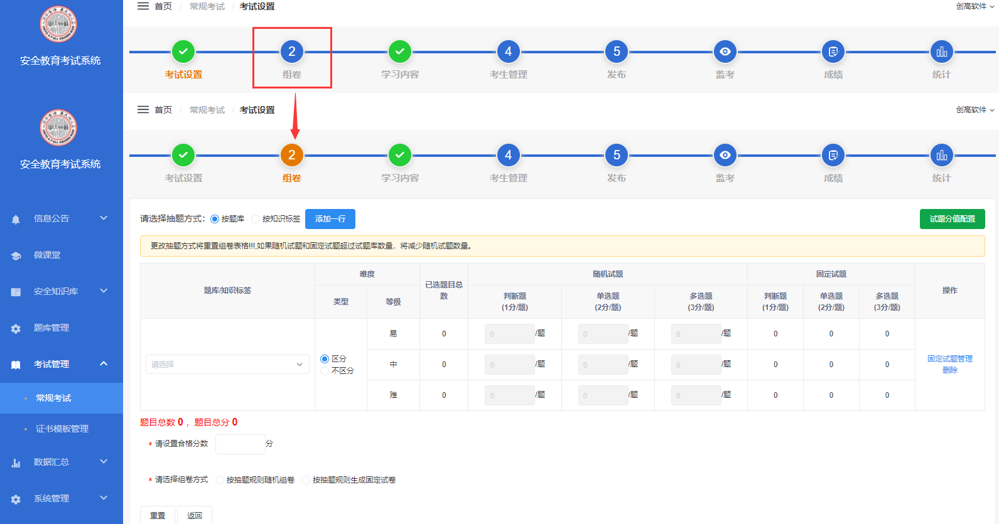 首页 / 常规考试 / 考试设置
创高软件
安全教育考试系统
2 4 5
考试设置 组卷 学习内容 考生管理 发布 监考 成绩 统计
首页 / 常规考试 / 考试设置
创高软件
安全教育考试系统
2 4 5
考试设置 组卷 学习内容 考生管理 发布 监考 成绩 统计
信息公告
微课堂
安全知识库
题库管理
考试管理
常规考试
证书模板管理
数据汇总
系统管理
请选择抽题方式： 按题库 按知识标签 添加一行
试题分值配置
更改抽题方式将重置组卷表格!!!,如果随机试题和固定试题超过试题库数量，将减少随机试题数量。
题库/知识标签 难度 已选题目总数 随机试题 固定试题 操作
类型 等级 判断题 (1分/题) 单选题 (2分/题) 多选题 (3分/题) 判断题 (1分/题) 单选题 (2分/题) 多选题 (3分/题)
易 0 0 /题 0 /题 0 /题 0 0 0
请选择 区分 不区分 中 0 0 /题 0 /题 0 /题 0 0 0 固定试题管理 删除
难 0 0 /题 0 /题 0 /题 0 0 0
题目总数 0 ，题目总分 0
* 请设置合格分数 分
* 请选择组卷方式 按抽题规则随机组卷 按抽题规则生成固定试卷
重置 返回